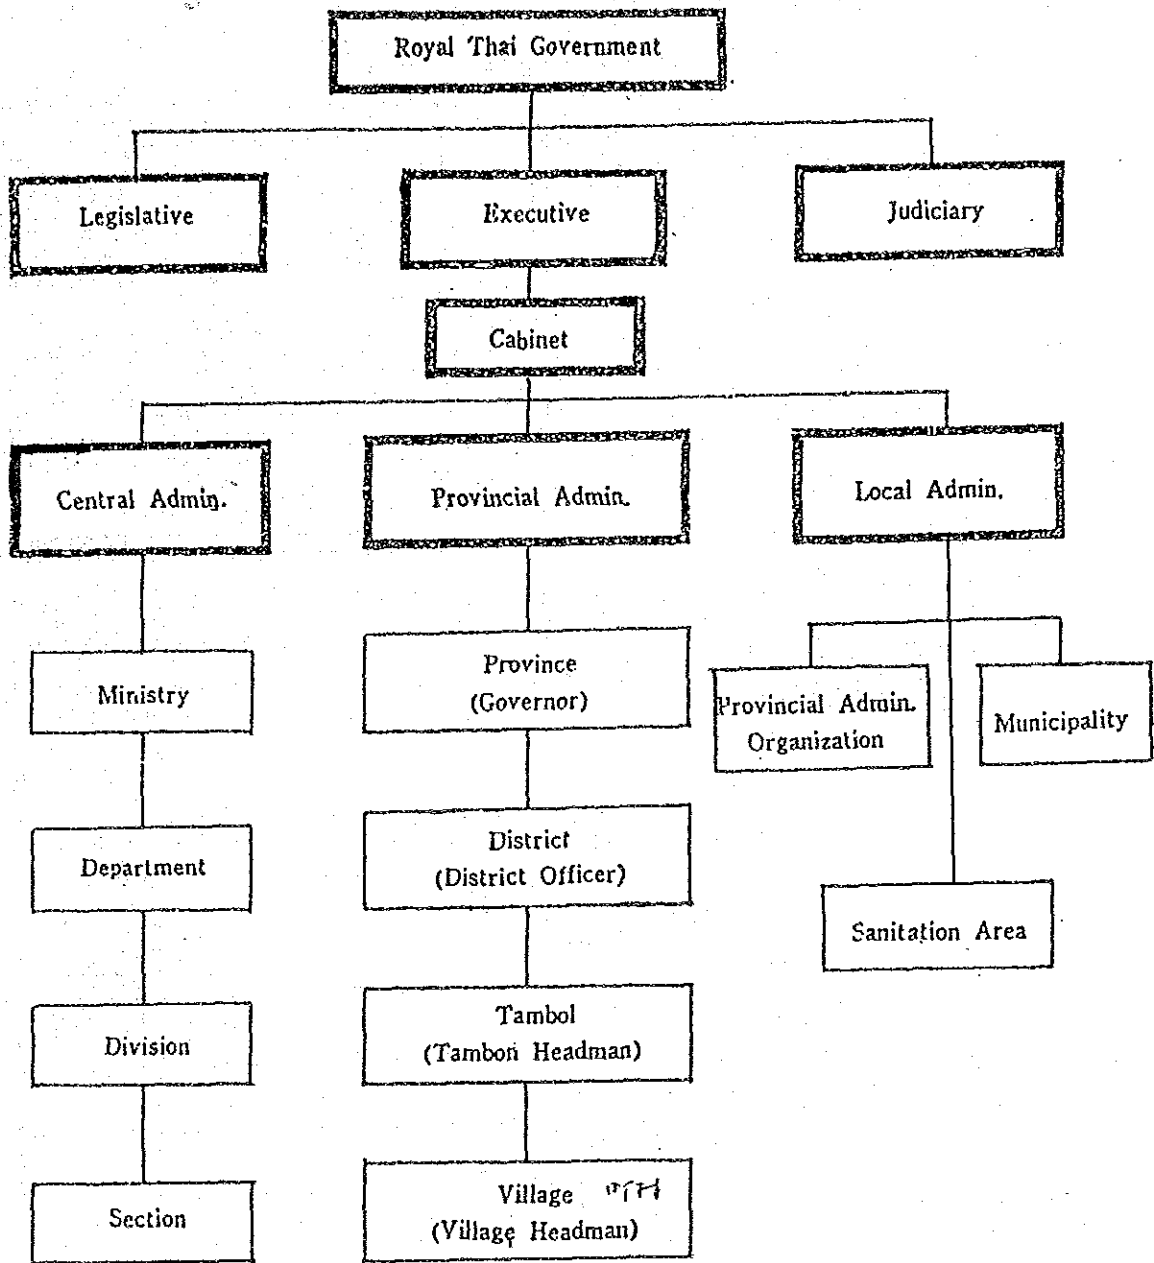 Royal Thai Government
Legislative
Executive
Judiciary
Cabinet
Central Admin.
Provincial Admin.
Local Admin.
Ministry
Province
(Governor)
Provincial Admin.
Organization
Municipality
Department
District
(District Officer)
Sanitation Area
Division
Tambol
(Tambon Headman)
Section
Village
(Village Headman)